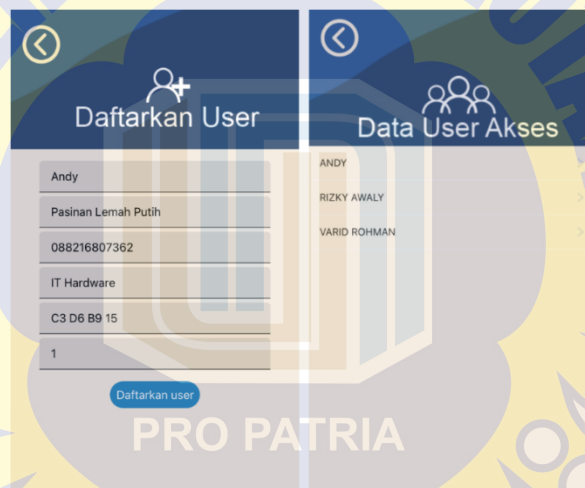 Daftarkan User
Andy
Pasinan Lemah Putih
088216807362
IT Hardware
C3 D6 B9 15
1
Daftarkan user
Data User Akses
ANDY
RIZKY AWALY
VARID ROHMAN
PRO PATRIA